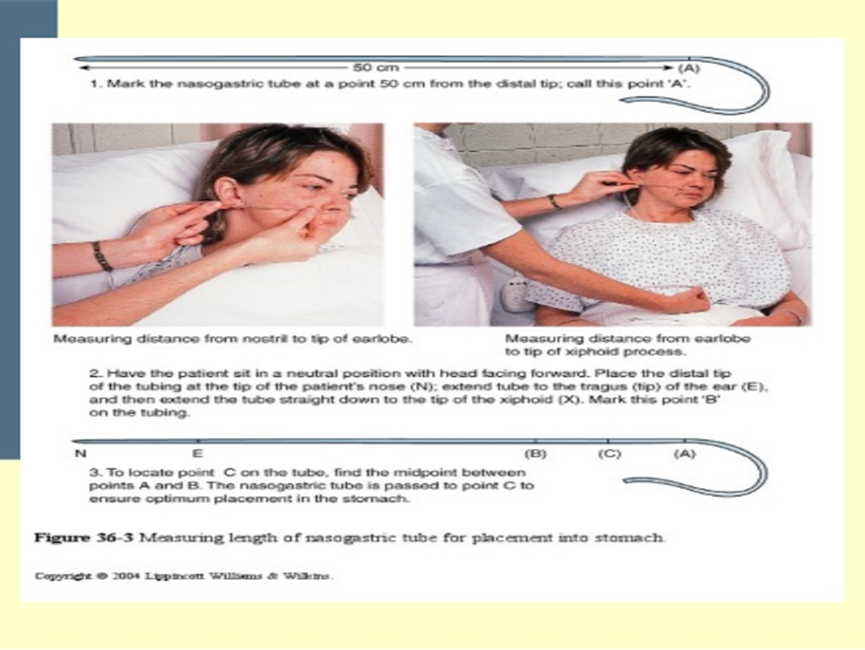 50 cm (A)
1. Mark the nasogastric tube at a point 50 cm from the distal tip; call this point 'A'.
Measuring distance from nostril to tip of earlobe.
Measuring distance from earlobe
to tip of xiphoid process.
2. Have the patient sit in a neutral position with head facing forward. Place the distal tip
of the tubing at the tip of the patient's nose (N); extend tube to the tragus (tip) of the ear (E),
and then extend the tube straight down to the tip of the xiphoid (X). Mark this point 'B'
on the tubing.
N E (B) (C) (A)
3. To locate point C on the tube, find the midpoint between
points A and B. The nasogastric tube is passed to point C to
ensure optimum placement in the stomach.
Figure 36-3 Measuring length of nasogastric tube for placement into stomach.
Copyright © 2004 Lippincott Williams & Wilkins.